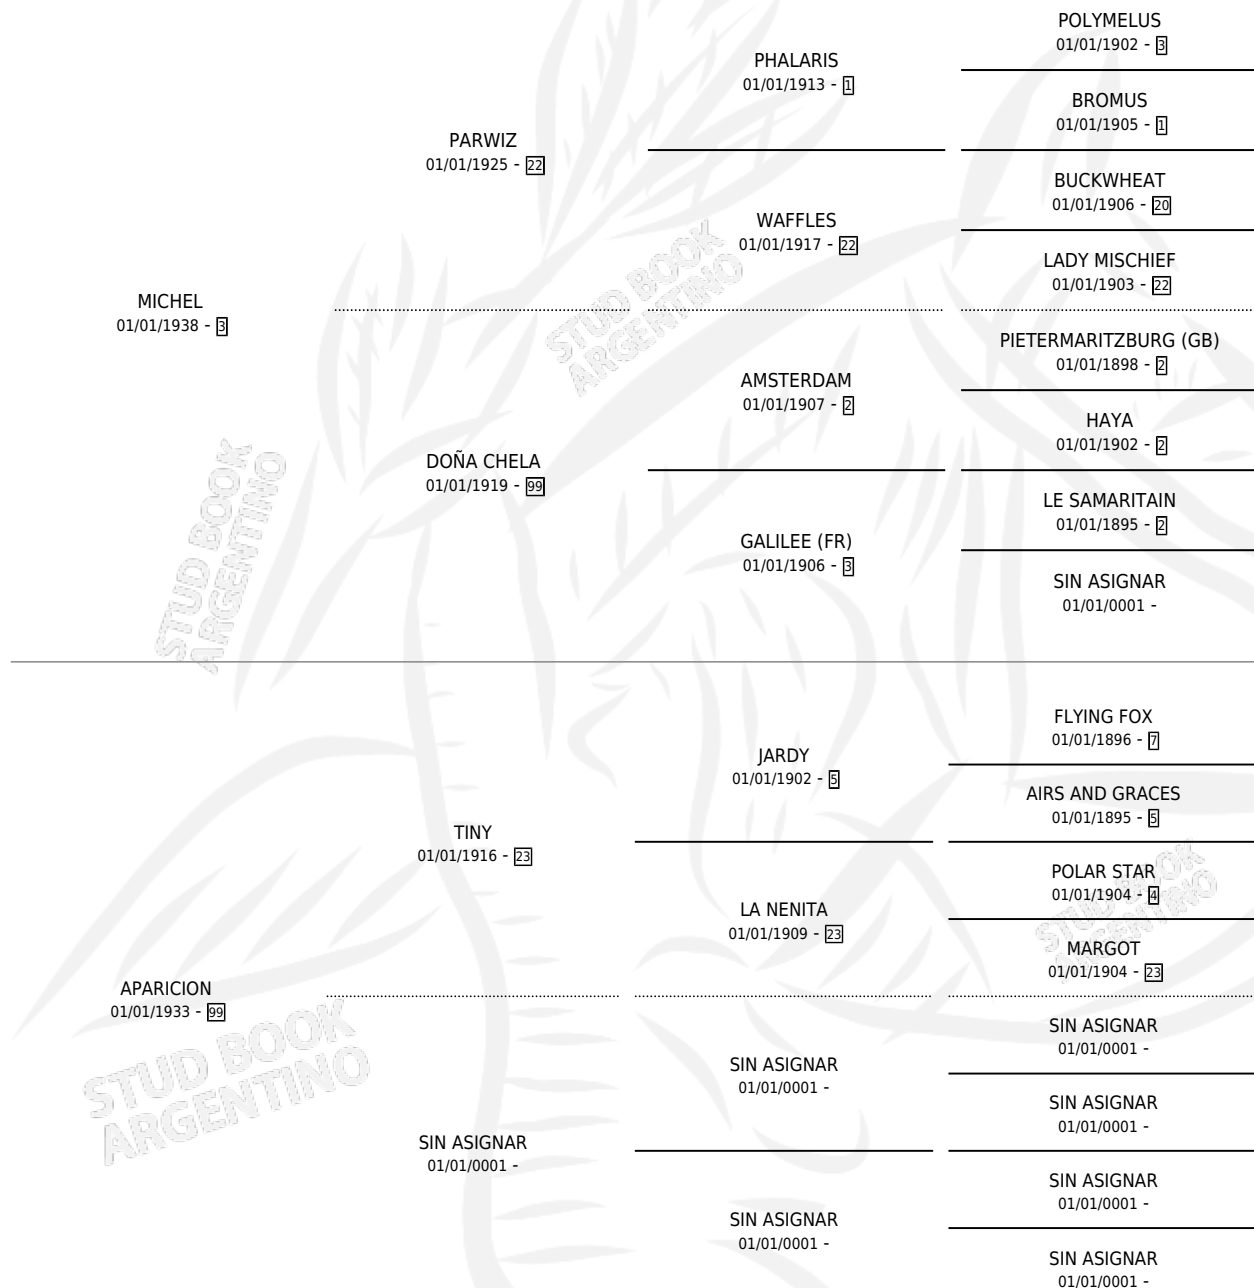 POLYMELUS
01/01/1902 - 3
PHALARIS
01/01/1913 - 1
BROMUS
01/01/1905 - 1
PARWIZ
01/01/1925 - 22
BUCKWHEAT
01/01/1906 - 20
WAFFLES
01/01/1917 - 22
LADY MISCHIEF
01/01/1903 - 22
MICHEL
01/01/1938 - 3
STUD BOOK
ARGENTINO
PIETERMARITZBURG (GB)
01/01/1898 - 2
AMSTERDAM
01/01/1907 - 2
HAYA
01/01/1902 - 2
DOÑA CHELA
01/01/1919 - 99
LE SAMARITAIN
01/01/1895 - 2
GALILEE (FR)
01/01/1906 - 3
SIN ASIGNAR
01/01/0001 -
STUD BOOK
ARGENTINO
FLYING FOX
01/01/1896 - 7
JARDY
01/01/1902 - 5
AIRS AND GRACES
01/01/1895 - 5
TINY
01/01/1916 - 23
POLAR STAR
01/01/1904 - 4
LA NENITA
01/01/1909 - 23
MARGOT
01/01/1904 - 23
STUD BOOK
ARGENTINO
APARICION
01/01/1933 - 99
SIN ASIGNAR
01/01/0001 -
SIN ASIGNAR
01/01/0001 -
SIN ASIGNAR
01/01/0001 -
STUD BOOK
ARGENTINO
SIN ASIGNAR
01/01/0001 -
SIN ASIGNAR
01/01/0001 -
SIN ASIGNAR
01/01/0001 -
SIN ASIGNAR
01/01/0001 -